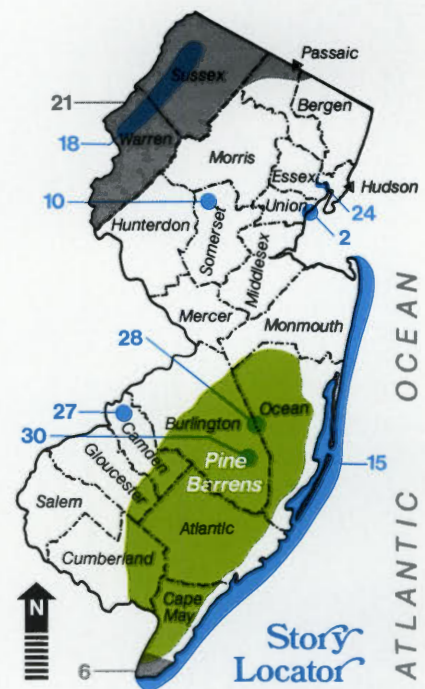 Passaic
Sussex
Bergen
21
18
Warren
Morris
Essex
Hudson
10
Union
24
Hunterdon
Somerset
2
Middlesex
Mercer
Monmouth
28
27
Burlington
Ocean
30
Camden
Pine
Barrens
15
Gloucester
Salem
Atlantic
Cumberland
Cape
May
N
6
Story
Locator
ATLANTIC OCEAN